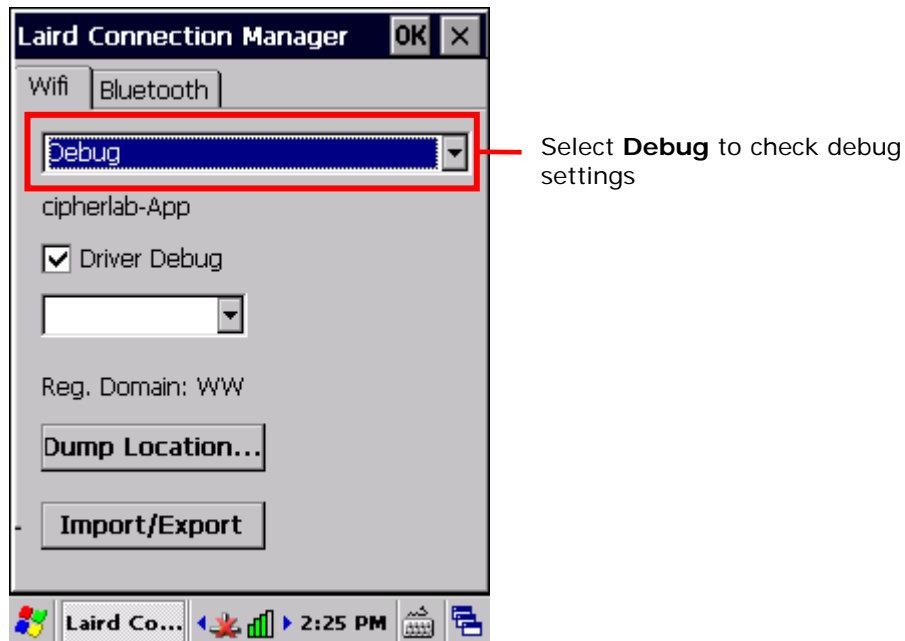 Laird Connection Manager OK ×
Wifi Bluetooth
Debug
Select Debug to check debug
settings
cipherlab-App
Driver Debug
Reg. Domain: WW
Dump Location...
- Import/Export
Laird Co... 2:25 PM